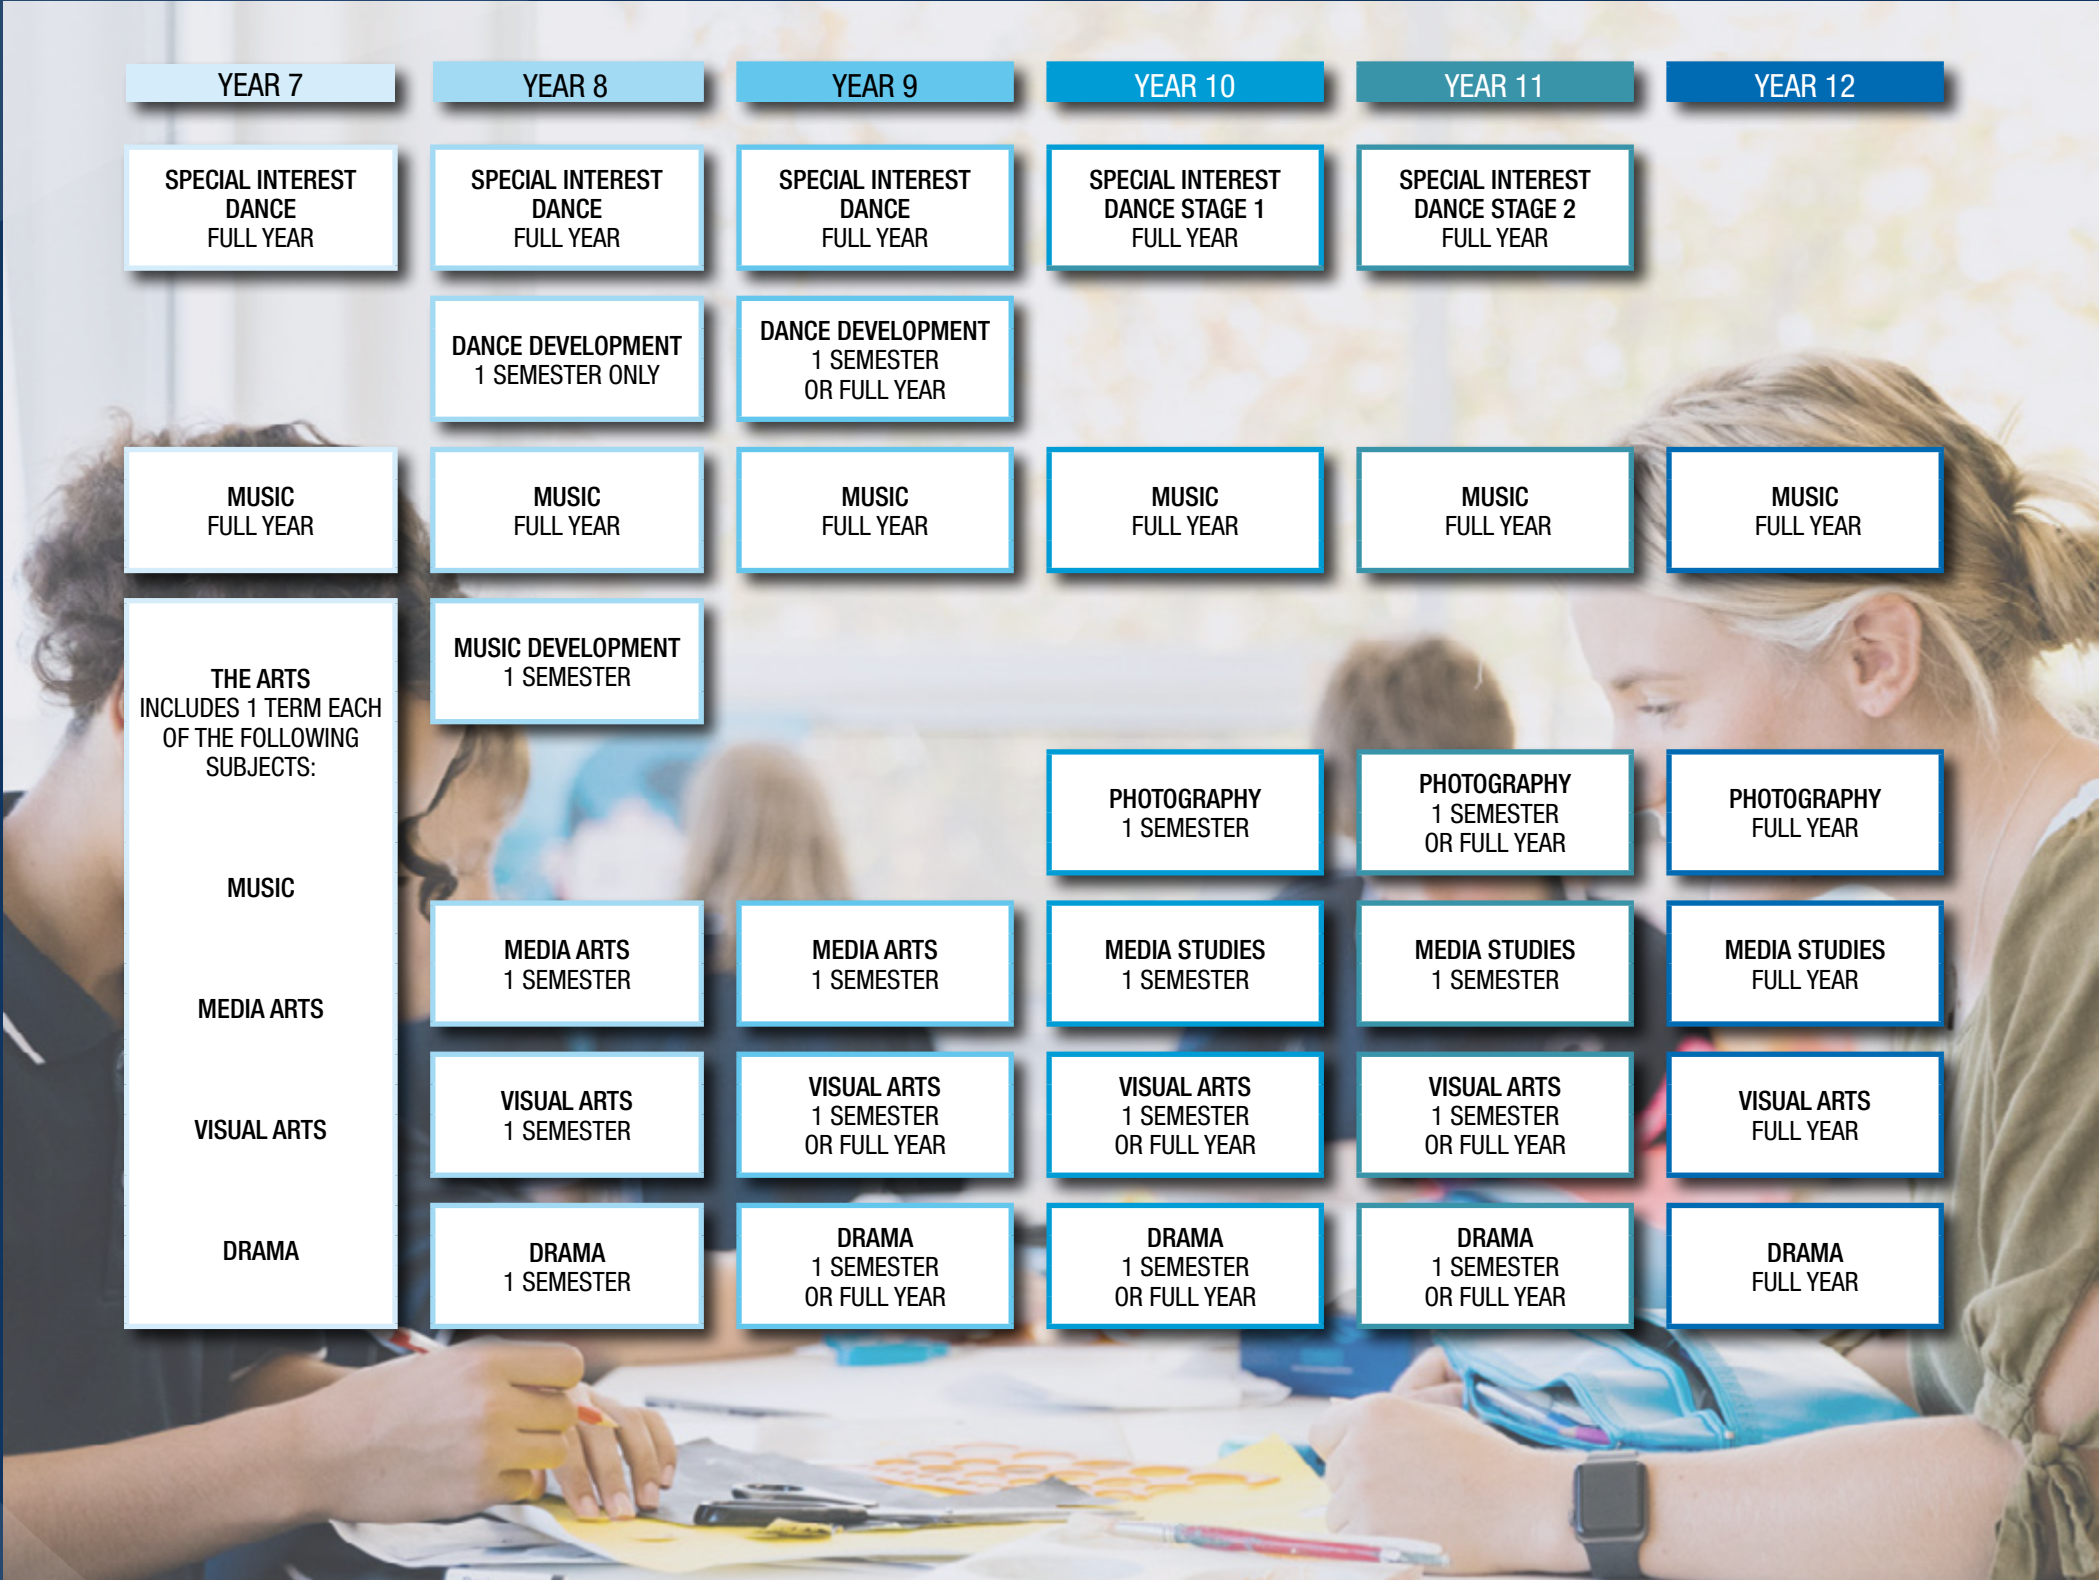 YEAR 7
YEAR 8
YEAR 9
YEAR 10
YEAR 11
YEAR 12
SPECIAL INTEREST
DANCE
FULL YEAR
SPECIAL INTEREST
DANCE
FULL YEAR
SPECIAL INTEREST
DANCE
FULL YEAR
SPECIAL INTEREST
DANCE STAGE 1
FULL YEAR
SPECIAL INTEREST
DANCE STAGE 2
FULL YEAR
DANCE DEVELOPMENT
1 SEMESTER ONLY
DANCE DEVELOPMENT
1 SEMESTER
OR FULL YEAR
MUSIC
FULL YEAR
MUSIC
FULL YEAR
MUSIC
FULL YEAR
MUSIC
FULL YEAR
MUSIC
FULL YEAR
MUSIC
FULL YEAR
THE ARTS
INCLUDES 1 TERM EACH
OF THE FOLLOWING
SUBJECTS:
MUSIC
MEDIA ARTS
VISUAL ARTS
DRAMA
MUSIC DEVELOPMENT
1 SEMESTER
PHOTOGRAPHY
1 SEMESTER
PHOTOGRAPHY
1 SEMESTER
OR FULL YEAR
PHOTOGRAPHY
FULL YEAR
MEDIA ARTS
1 SEMESTER
MEDIA ARTS
1 SEMESTER
MEDIA STUDIES
1 SEMESTER
MEDIA STUDIES
1 SEMESTER
MEDIA STUDIES
FULL YEAR
VISUAL ARTS
1 SEMESTER
VISUAL ARTS
1 SEMESTER
OR FULL YEAR
VISUAL ARTS
1 SEMESTER
OR FULL YEAR
VISUAL ARTS
1 SEMESTER
OR FULL YEAR
VISUAL ARTS
FULL YEAR
DRAMA
1 SEMESTER
DRAMA
1 SEMESTER
OR FULL YEAR
DRAMA
1 SEMESTER
OR FULL YEAR
DRAMA
1 SEMESTER
OR FULL YEAR
DRAMA
FULL YEAR